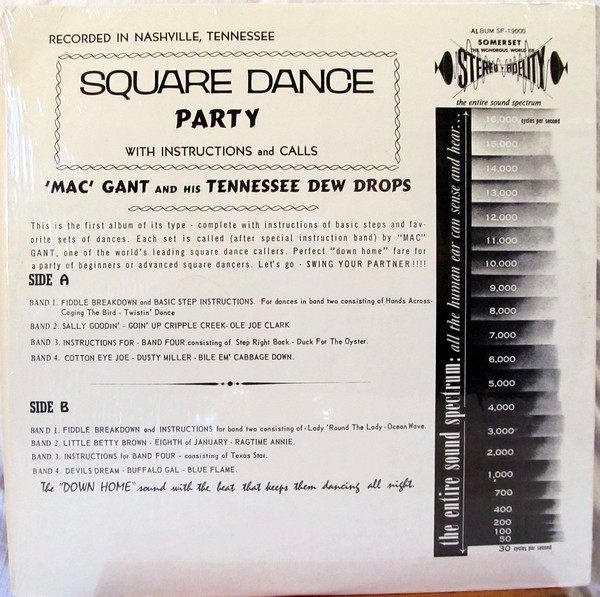 RECORDED IN NASHVILLE, TENNESSEE
SQUARE DANCE
PARTY
WITH INSTRUCTIONS and CALLS
'MAC' GANT AND HIS TENNESSEE DEW DROPS
This is the first album of its type - complete with instructions of basic steps and fav-
orite sets of dances. Each set is called (after special instruction band) by "MAC"
GANT, one of the world's leading square dance callers. Perfect "down home" fare for
a party of beginners or advanced square dancers. Let's go - SWING YOUR PARTNER!!!!
SIDE A
BAND 1. FIDDLE BREAKDOWN and BASIC STEP INSTRUCTIONS. For dances in band two consisting of Hands Across-
Caging The Bird - Twistin' Dance
BAND 2. SALLY GOODIN' - GOIN' UP CRIPPLE CREEK- OLE JOE CLARK
BAND 3. INSTRUCTIONS FOR - BAND FOUR consisting of Step Right Back - Duck For The Oyster.
BAND 4. COTTON EYE JOE - DUSTY MILLER - BILE EM' CABBAGE DOWN.
SIDE B
BAND 1. FIDDLE BREAKDOWN and INSTRUCTIONS for band two consisting of - Lady 'Round The Lady - Ocean Wave.
BAND 2. LITTLE BETTY BROWN - EIGHTH of JANUARY - RAGTIME ANNIE.
BAND 3. INSTRUCTIONS for BAND FOUR - consisting of Texas Star.
BAND 4. DEVILS DREAM - BUFFALO GAL - BLUE FLAME.
The "DOWN HOME" sound with the beat that keeps them dancing all night.
ALBUM SF-19000
SOMERSET
THE WONDROUS WORLD OF
STEREO-FIDELITY
the entire sound spectrum
the entire sound spectrum: all the human ear can sense and hear...
16,000 cycles per second
15,000
14,000
13,000
12,000
11,000
10,000
9,000
8,000
7,000
6,000
5,000
4,000
3,000
2,000
1,000
700
400
200
100
50
30 cycles per second